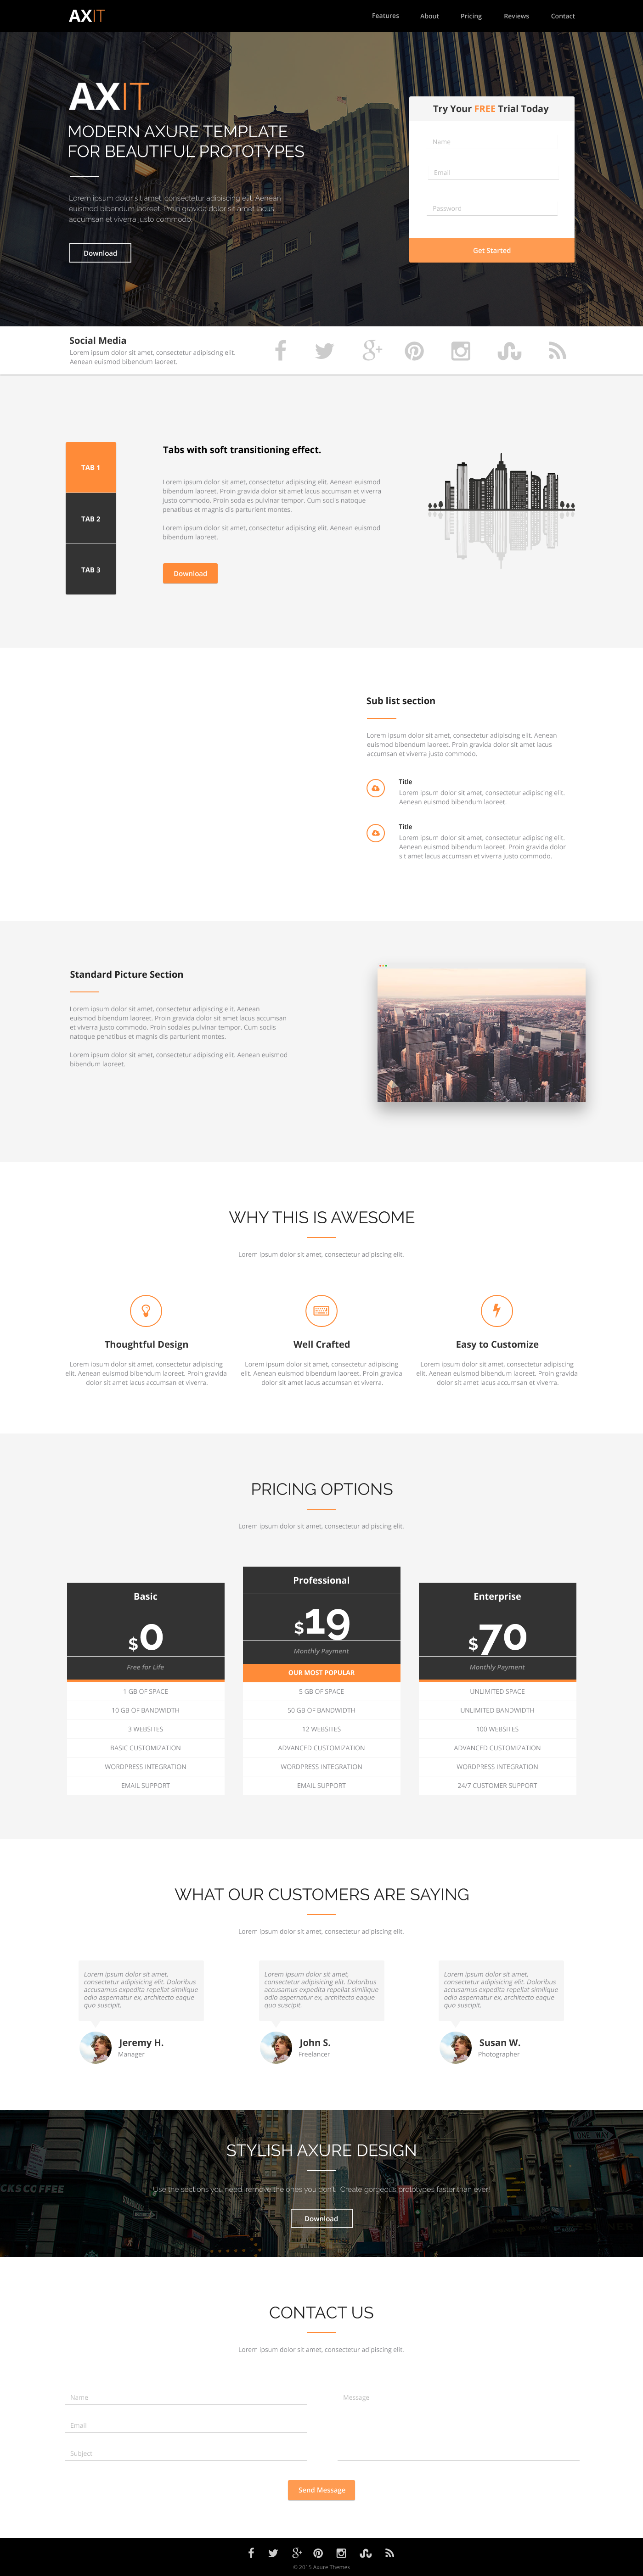 AXIT
Features About Pricing Reviews Contact
AXIT
MODERN AXURE TEMPLATE
FOR BEAUTIFUL PROTOTYPES
Lorem ipsum dolor sit amet, consectetur adipiscing elit. Aenean
euismod bibendum laoreet. Proin gravida dolor sit amet lacus
accumsan et viverra justo commodo.
Download
Try Your FREE Trial Today
Name
Email
Password
Get Started
Social Media
Lorem ipsum dolor sit amet, consectetur adipiscing elit.
Aenean euismod bibendum laoreet.
TAB 1
TAB 2
TAB 3
Tabs with soft transitioning effect.
Lorem ipsum dolor sit amet, consectetur adipiscing elit. Aenean euismod
bibendum laoreet. Proin gravida dolor sit amet lacus accumsan et viverra
justo commodo. Proin sodales pulvinar tempor. Cum sociis natoque
penatibus et magnis dis parturient montes.
Lorem ipsum dolor sit amet, consectetur adipiscing elit. Aenean euismod
bibendum laoreet.
Download
Sub list section
Lorem ipsum dolor sit amet, consectetur adipiscing elit. Aenean
euismod bibendum laoreet. Proin gravida dolor sit amet lacus
accumsan et viverra justo commodo.
Title
Lorem ipsum dolor sit amet, consectetur adipiscing elit.
Aenean euismod bibendum laoreet.
Title
Lorem ipsum dolor sit amet, consectetur adipiscing elit.
Aenean euismod bibendum laoreet. Proin gravida dolor
sit amet lacus accumsan et viverra justo commodo.
Standard Picture Section
Lorem ipsum dolor sit amet, consectetur adipiscing elit. Aenean
euismod bibendum laoreet. Proin gravida dolor sit amet lacus accumsan
et viverra justo commodo. Proin sodales pulvinar tempor. Cum sociis
natoque penatibus et magnis dis parturient montes.
Lorem ipsum dolor sit amet, consectetur adipiscing elit. Aenean euismod
bibendum laoreet.
WHY THIS IS AWESOME
Lorem ipsum dolor sit amet, consectetur adipiscing elit.
Thoughtful Design
Lorem ipsum dolor sit amet, consectetur adipiscing
elit. Aenean euismod bibendum laoreet. Proin gravida
dolor sit amet lacus accumsan et viverra.
Well Crafted
Lorem ipsum dolor sit amet, consectetur adipiscing
elit. Aenean euismod bibendum laoreet. Proin gravida
dolor sit amet lacus accumsan et viverra.
Easy to Customize
Lorem ipsum dolor sit amet, consectetur adipiscing
elit. Aenean euismod bibendum laoreet. Proin gravida
dolor sit amet lacus accumsan et viverra.
PRICING OPTIONS
Lorem ipsum dolor sit amet, consectetur adipiscing elit.
Basic
$0
Free for Life
1 GB OF SPACE
10 GB OF BANDWIDTH
3 WEBSITES
BASIC CUSTOMIZATION
WORDPRESS INTEGRATION
EMAIL SUPPORT
Professional
$19
Monthly Payment
OUR MOST POPULAR
5 GB OF SPACE
50 GB OF BANDWIDTH
12 WEBSITES
ADVANCED CUSTOMIZATION
WORDPRESS INTEGRATION
EMAIL SUPPORT
Enterprise
$70
Monthly Payment
UNLIMITED SPACE
UNLIMITED BANDWIDTH
100 WEBSITES
ADVANCED CUSTOMIZATION
WORDPRESS INTEGRATION
24/7 CUSTOMER SUPPORT
WHAT OUR CUSTOMERS ARE SAYING
Lorem ipsum dolor sit amet, consectetur adipiscing elit.
Lorem ipsum dolor sit amet,
consectetur adipisicing elit. Doloribus
accusamus expedita repellat similique
odio aspernatur ex, architecto eaque
quo suscipit.
Jeremy H.
Manager
Lorem ipsum dolor sit amet,
consectetur adipisicing elit. Doloribus
accusamus expedita repellat similique
odio aspernatur ex, architecto eaque
quo suscipit.
John S.
Freelancer
Lorem ipsum dolor sit amet,
consectetur adipisicing elit. Doloribus
accusamus expedita repellat similique
odio aspernatur ex, architecto eaque
quo suscipit.
Susan W.
Photographer
STYLISH AXURE DESIGN
Use the sections you need, remove the ones you don't. Create gorgeous prototypes faster than ever!
Download
CKS COFFEE
ONE WAY
CONTACT US
Lorem ipsum dolor sit amet, consectetur adipiscing elit.
Name
Email
Subject
Message
Send Message
© 2015 Axure Themes